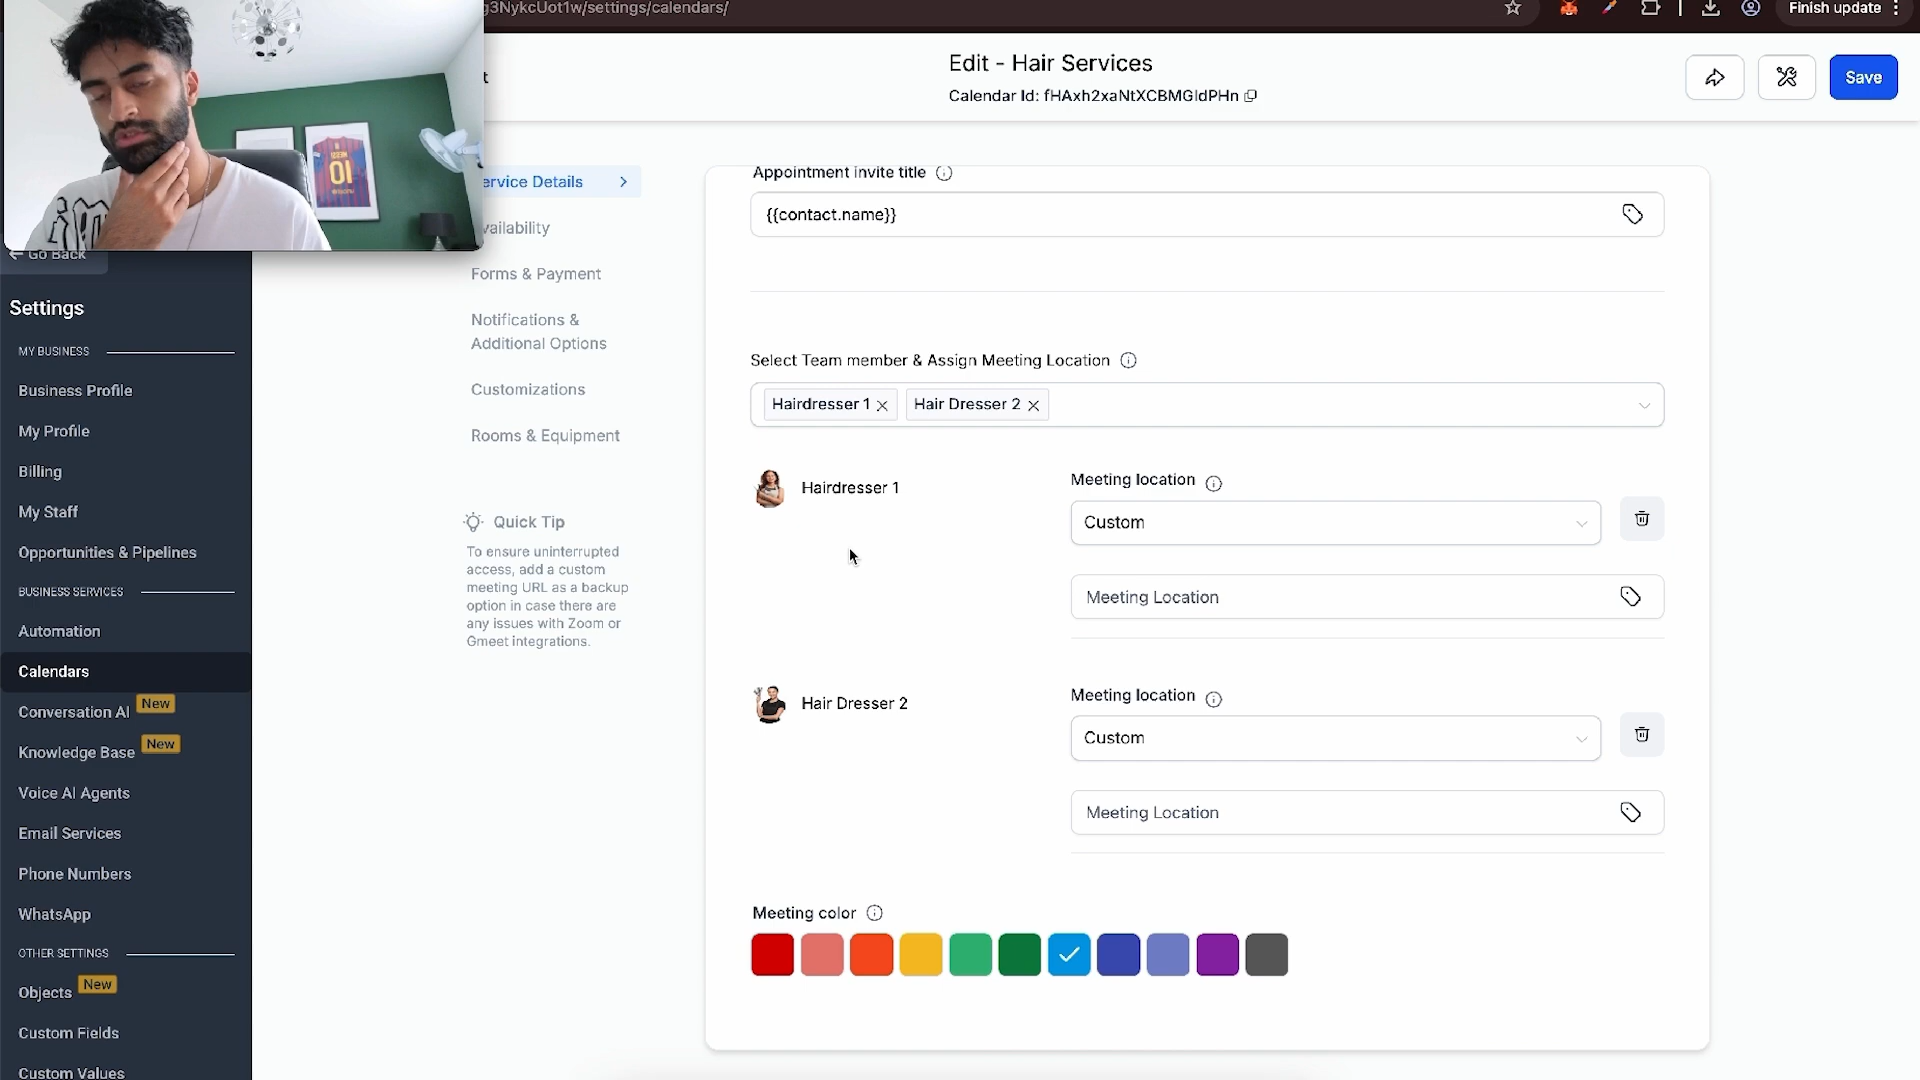 g3NykcUot1w/settings/calendars/
Finish update
Edit - Hair Services
Calendar Id: fHAxh2xaNtXCBMGIdPHn
Save
10
Go Back
Settings
MY BUSINESS
Business Profile
My Profile
Billing
My Staff
Opportunities & Pipelines
BUSINESS SERVICES
Automation
Calendars
Conversation AI New
Knowledge Base New
Voice AI Agents
Email Services
Phone Numbers
WhatsApp
OTHER SETTINGS
Objects New
Custom Fields
Custom Values
ervice Details
vailability
Forms & Payment
Notifications &
Additional Options
Customizations
Rooms & Equipment
Quick Tip
To ensure uninterrupted
access, add a custom
meeting URL as a backup
option in case there are
any issues with Zoom or
Gmeet integrations.
Appointment invite title
{{contact.name}}
Select Team member & Assign Meeting Location
Hairdresser 1 Hair Dresser 2
Hairdresser 1
Meeting location
Custom
Meeting Location
Hair Dresser 2
Meeting location
Custom
Meeting Location
Meeting color